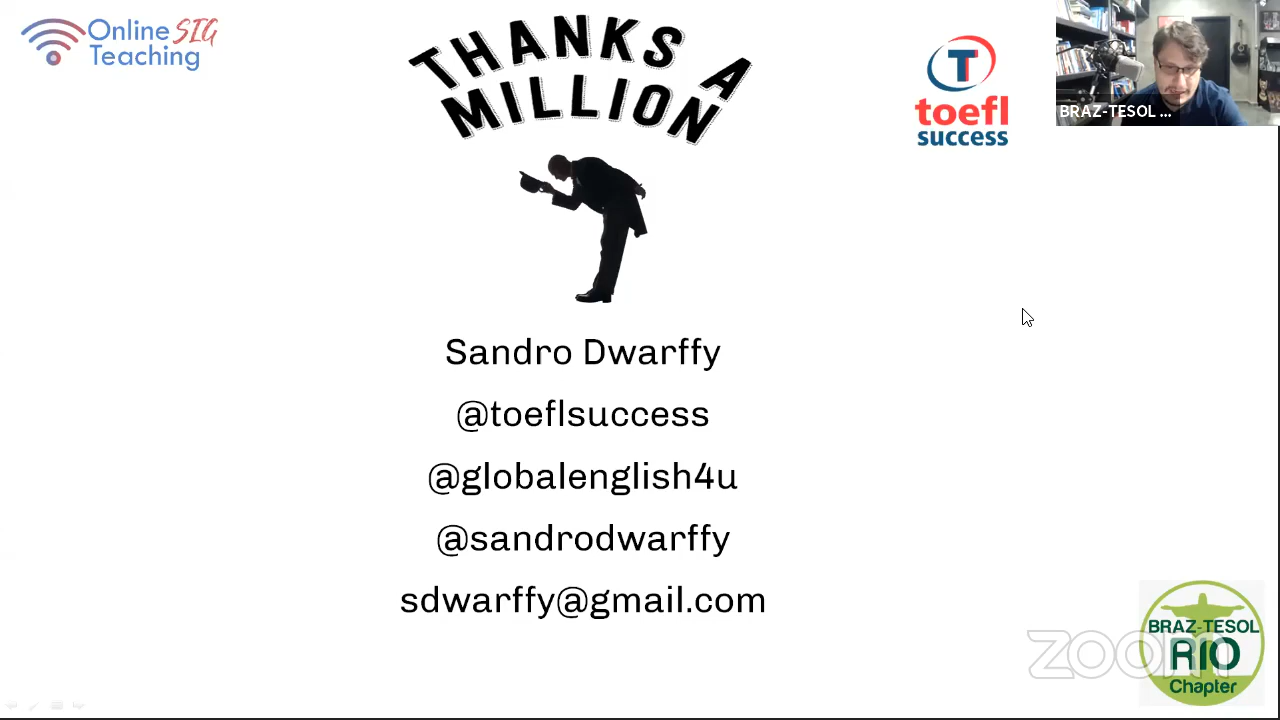 Online SIG
Teaching
THANKS A
MILLION
T
toefl
success
BRAZ-TESOL ...
Sandro Dwarffy
@toeflsuccess
@globalenglish4u
@sandrodwarffy
sdwarffy@gmail.com
BRAZ-TESOL
RIO
Chapter
zoom